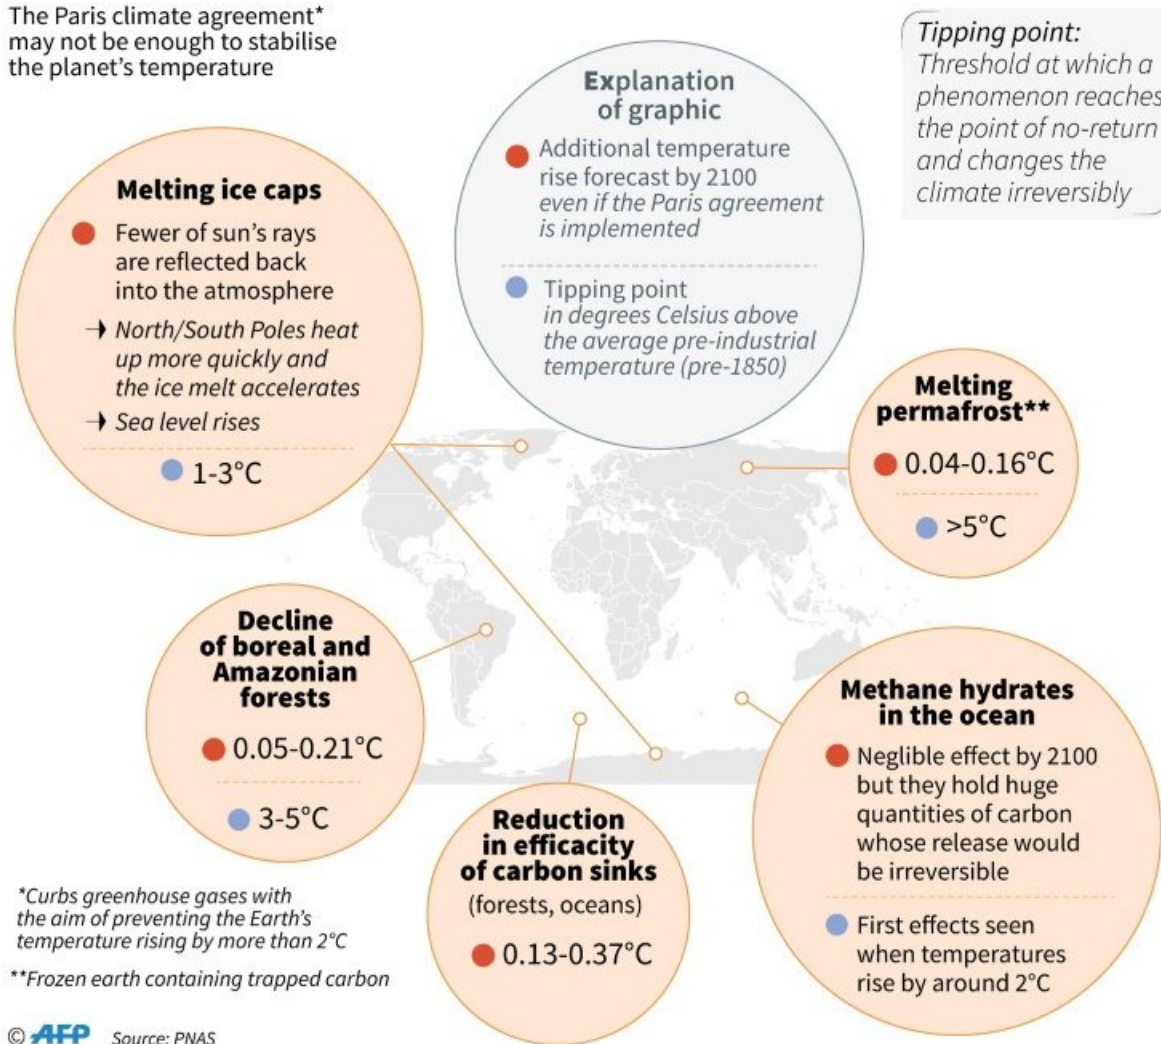 The Paris climate agreement*
may not be enough to stabilise
the planet's temperature
Tipping point:
Threshold at which a
phenomenon reaches
the point of no-return
and changes the
climate irreversibly
Explanation
of graphic
Additional temperature
rise forecast by 2100
even if the Paris agreement
is implemented
Tipping point
in degrees Celsius above
the average pre-industrial
temperature (pre-1850)
Melting ice caps
Fewer of sun's rays
are reflected back
into the atmosphere
→ North/South Poles heat
up more quickly and
the ice melt accelerates
→ Sea level rises
1-3°C
Melting
permafrost**
0.04-0.16°C
>5°C
Decline
of boreal and
Amazonian
forests
0.05-0.21°C
3-5°C
Reduction
in efficacity
of carbon sinks
(forests, oceans)
0.13-0.37°C
Methane hydrates
in the ocean
Neglible effect by 2100
but they hold huge
quantities of carbon
whose release would
be irreversible
First effects seen
when temperatures
rise by around 2°C
*Curbs greenhouse gases with
the aim of preventing the Earth's
temperature rising by more than 2°C
**Frozen earth containing trapped carbon
© AFP Source: PNAS